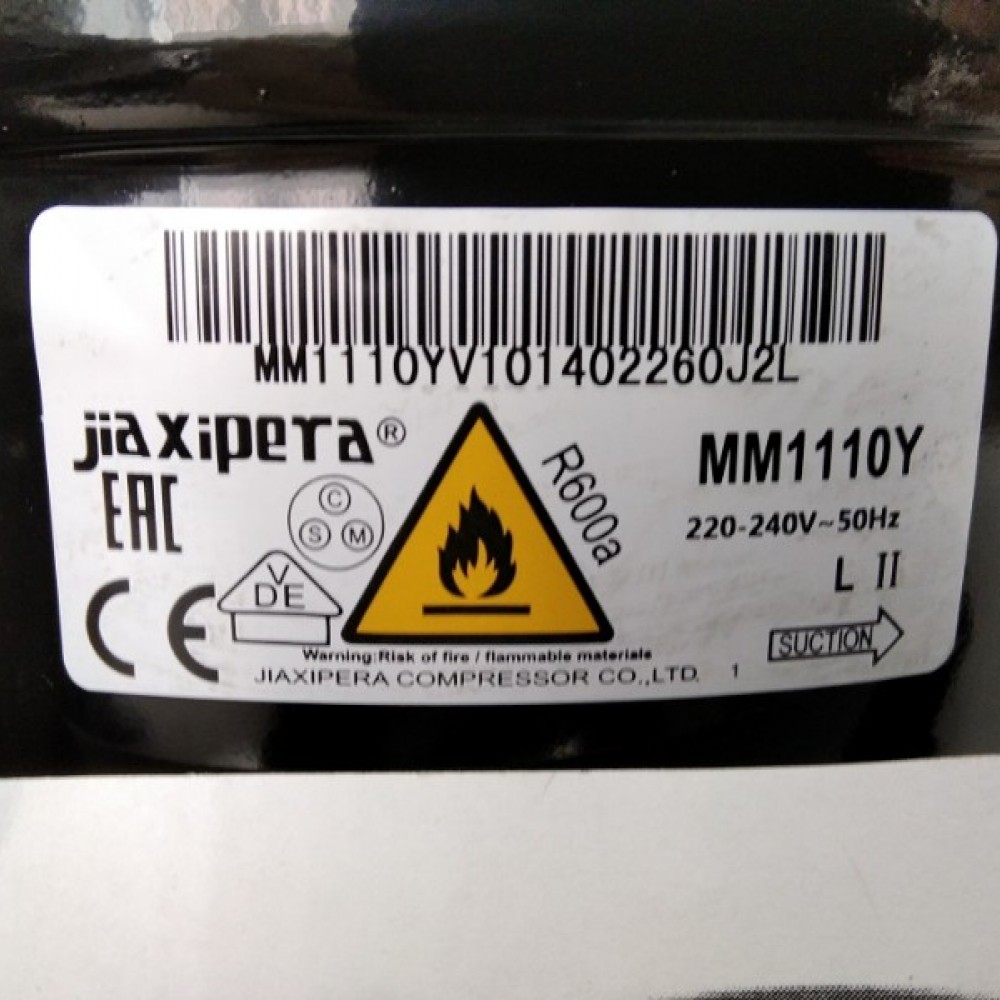 MM1110YV101402260J2L
jiaxipera®
MM1110Y
R600a
EAC
C
S M
220-240V~50Hz
L II
V
DE
CE
SUCTION
Warning:Risk of fire / flammable materials
JIAXIPERA COMPRESSOR CO.,LTD. 1